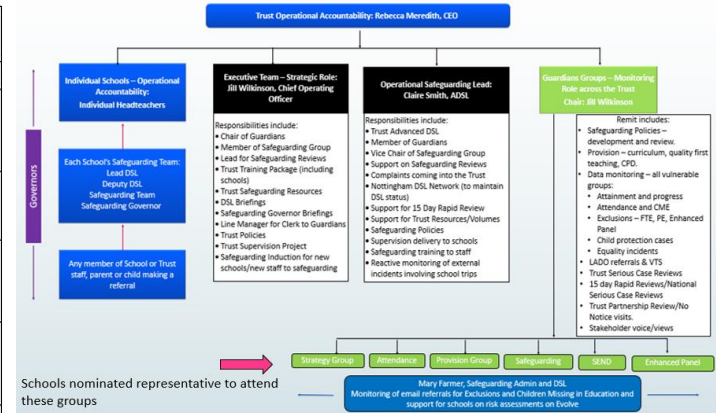 Trust Operational Accountability: Rebecca Meredith, CEO
Individual Schools – Operational
Accountability:
Individual Headteachers
Executive Team – Strategic Role:
Jill Wilkinson, Chief Operating
Officer
Operational Safeguarding Lead:
Claire Smith, ADSL
Guardians Groups – Monitoring
Role across the Trust
Chair: Jill Wilkinson
Governors
Each School's Safeguarding Team:
Lead DSL
Deputy DSL
Safeguarding Team
Safeguarding Governor
Any member of School or Trust
staff, parent or child making a
referral
Responsibilities include:
• Chair of Guardians
• Member of Safeguarding Group
• Lead for Safeguarding Reviews
• Trust Training Package (including
schools)
• Trust Safeguarding Resources
• DSL Briefings
• Safeguarding Governor Briefings
• Line Manager for Clerk to Guardians
• Trust Policies
• Trust Supervision Project
• Safeguarding Induction for new
schools/new staff to safeguarding
Responsibilities include:
• Trust Advanced DSL
• Member of Guardians
• Vice Chair of Safeguarding Group
• Support on Safeguarding Reviews
• Complaints coming into the Trust
• Nottingham DSL Network (to maintain
DSL status)
• Support for 15 Day Rapid Review
• Support for Trust Resources/Volumes
• Safeguarding Policies
• Supervision delivery to schools
• Safeguarding training to staff
• Reactive monitoring of external
incidents involving school trips
Remit includes:
• Safeguarding Policies –
development and review.
• Provision – curriculum, quality first
teaching, CPD.
• Data monitoring – all vulnerable
groups:
• Attainment and progress
• Attendance and CME
• Exclusions – FTE, PE, Enhanced
Panel
• Child protection cases
• Equality incidents
• LADO referrals & VTS
• Trust Serious Case Reviews
• 15 day Rapid Reviews/National
Serious Case Reviews
• Trust Partnership Review/No
Notice visits.
• Stakeholder voice/views
Strategy Group
Attendance
Provision Group
Safeguarding
SEND
Enhanced Panel
Schools nominated representative to attend
these groups
Mary Farmer, Safeguarding Admin and DSL
Monitoring of email referrals for Exclusions and Children Missing in Education and
support for schools on risk assessments on Evolve